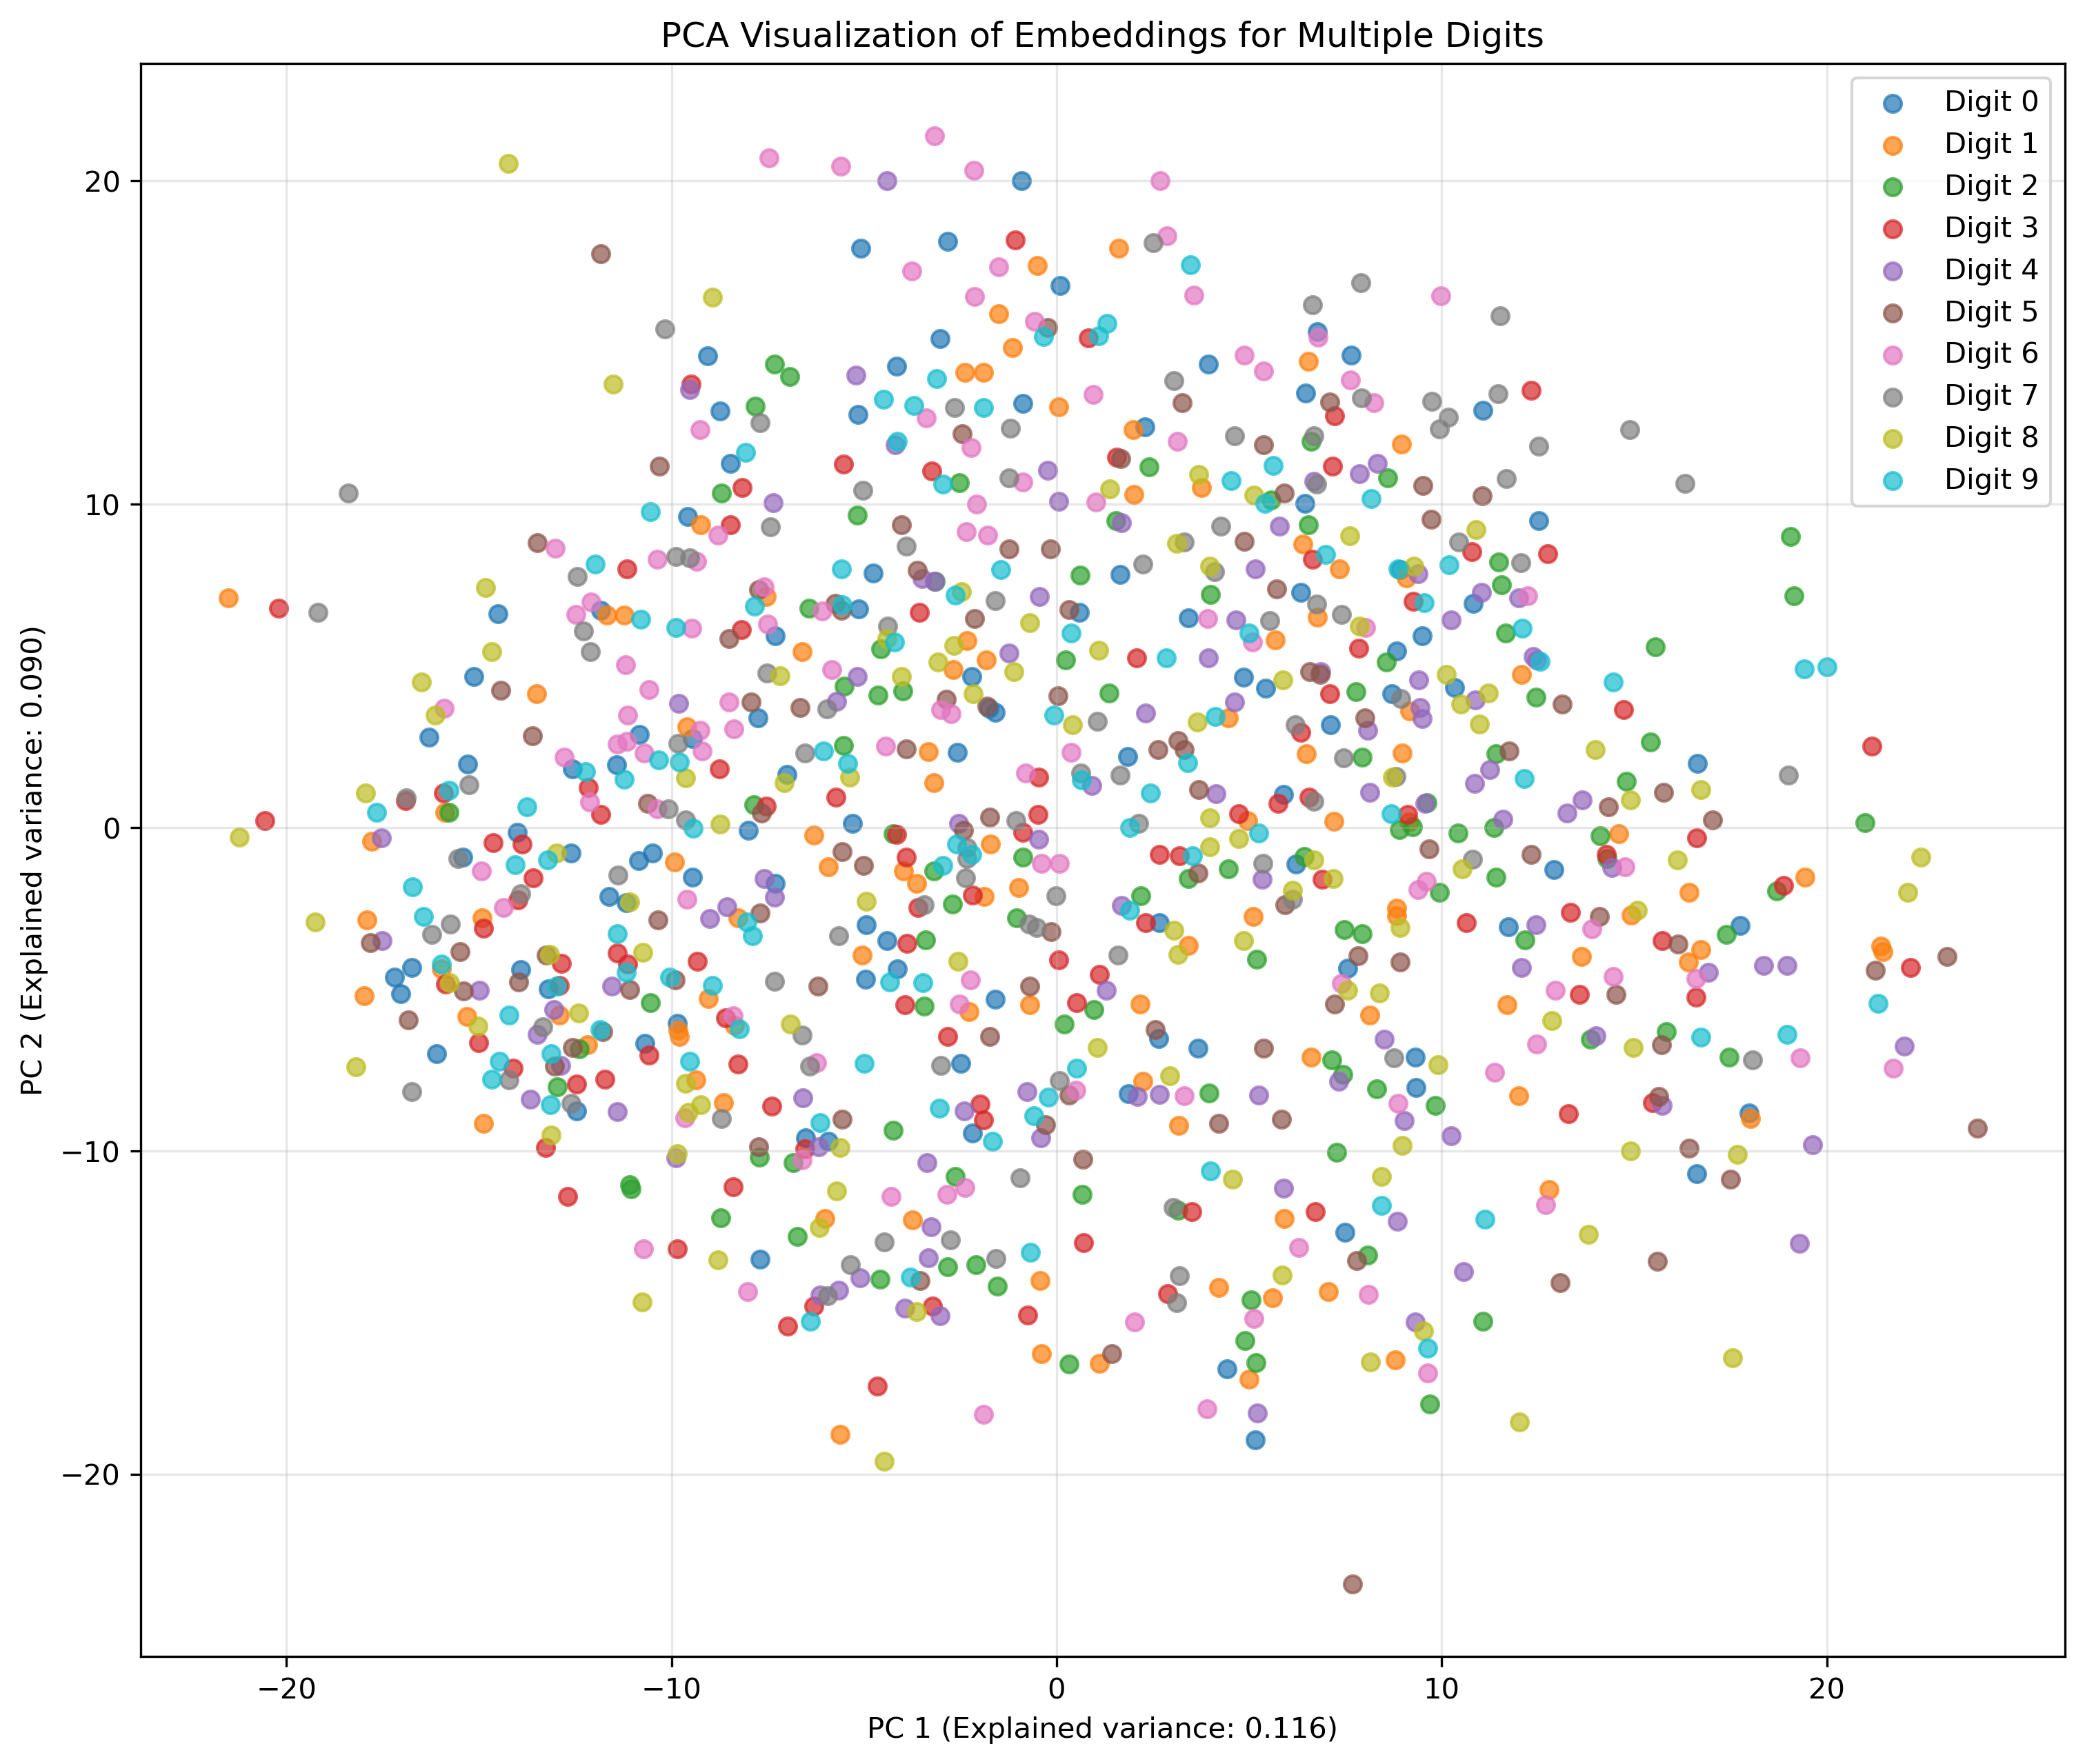 PCA Visualization of Embeddings for Multiple Digits
Digit 0
Digit 1
Digit 2
Digit 3
Digit 4
Digit 5
Digit 6
Digit 7
Digit 8
Digit 9
20
10
0
−10
−20
PC 2 (Explained variance: 0.090)
−20
−10
0
10
20
PC 1 (Explained variance: 0.116)